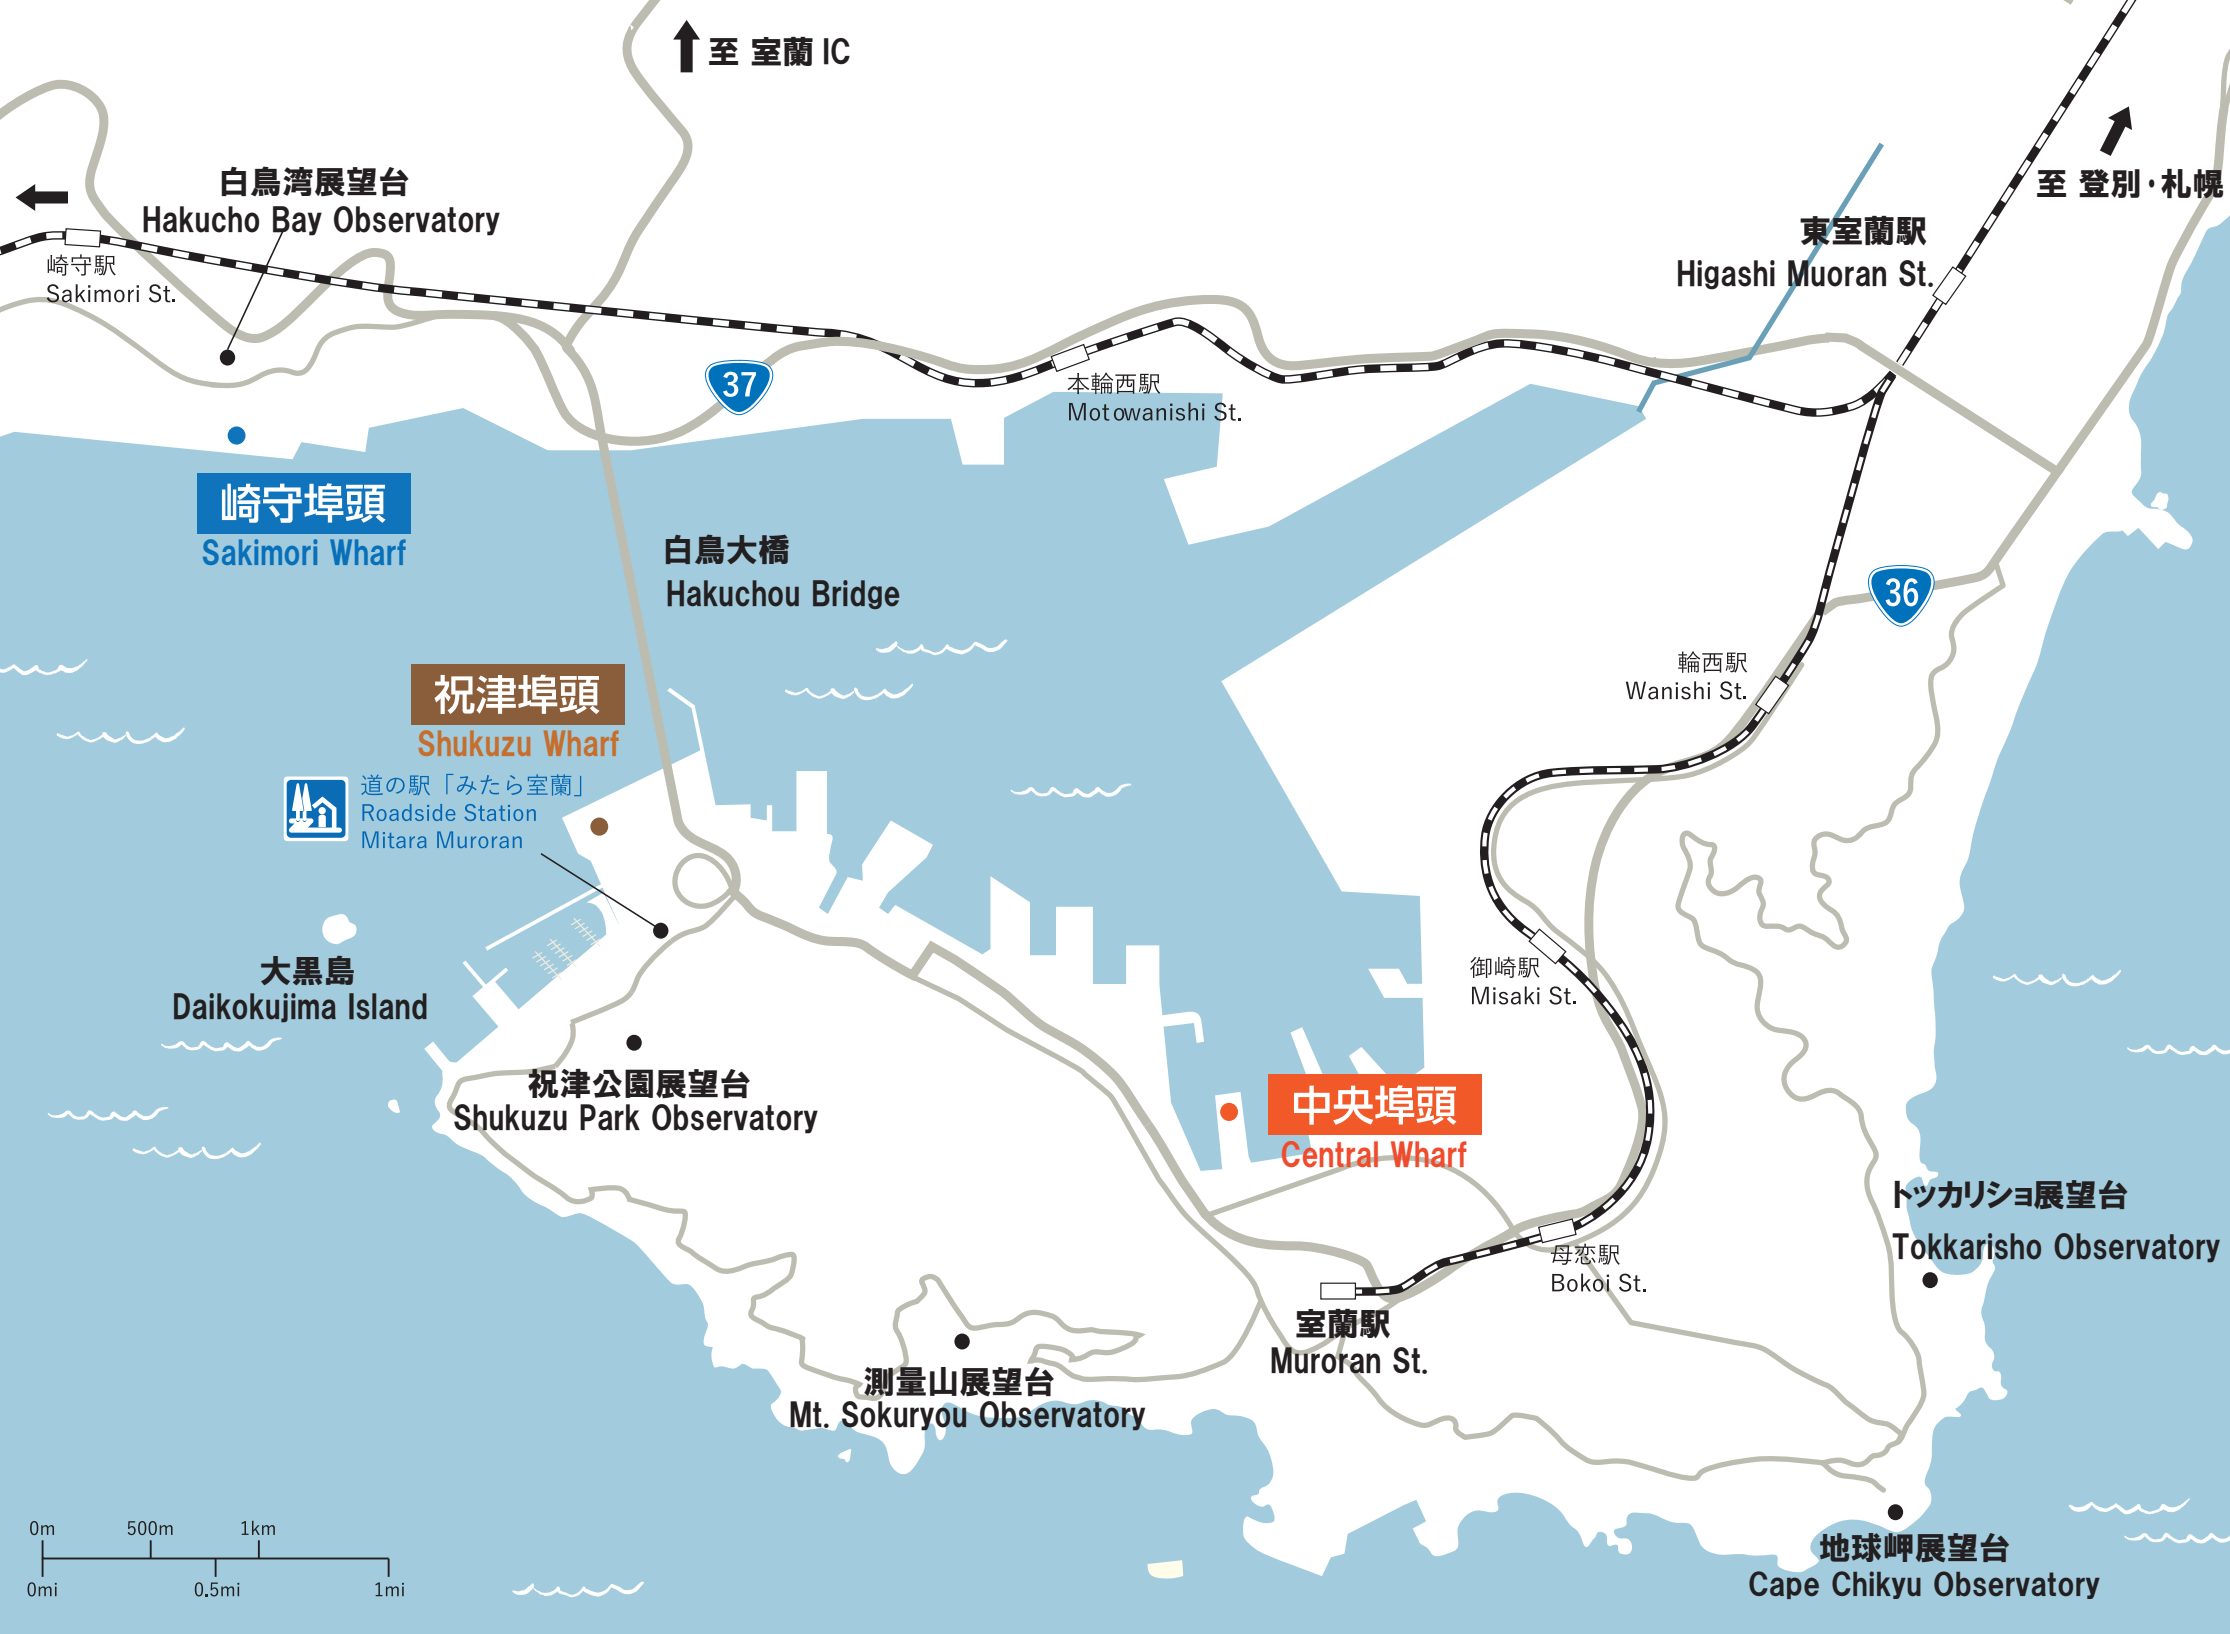 至 室蘭 IC
白鳥湾展望台
Hakucho Bay Observatory
崎守駅
Sakimori St.
至 登別・札幌
東室蘭駅
Higashi Muoran St.
37
本輪西駅
Motowanishi St.
崎守埠頭
Sakimori Wharf
白鳥大橋
Hakuchou Bridge
36
輪西駅
Wanishi St.
祝津埠頭
Shukuzu Wharf
道の駅「みたら室蘭」
Roadside Station
Mitara Muroran
大黒島
Daikokujima Island
御崎駅
Misaki St.
祝津公園展望台
Shukuzu Park Observatory
中央埠頭
Central Wharf
トッカリショ展望台
Tokkarisho Observatory
母恋駅
Bokoi St.
室蘭駅
Muroran St.
測量山展望台
Mt. Sokuryou Observatory
地球岬展望台
Cape Chikyu Observatory
0m 500m 1km
0mi 0.5mi 1mi